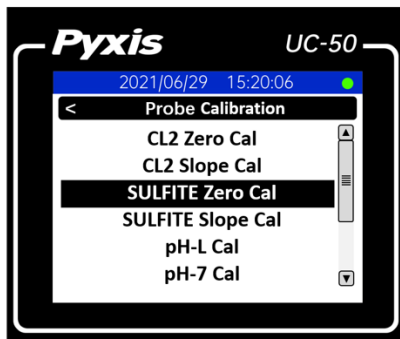 Pyxis UC-50
2021/06/29 15:20:06
< Probe Calibration
CL2 Zero Cal
CL2 Slope Cal
SULFITE Zero Cal
SULFITE Slope Cal
pH-L Cal
pH-7 Cal